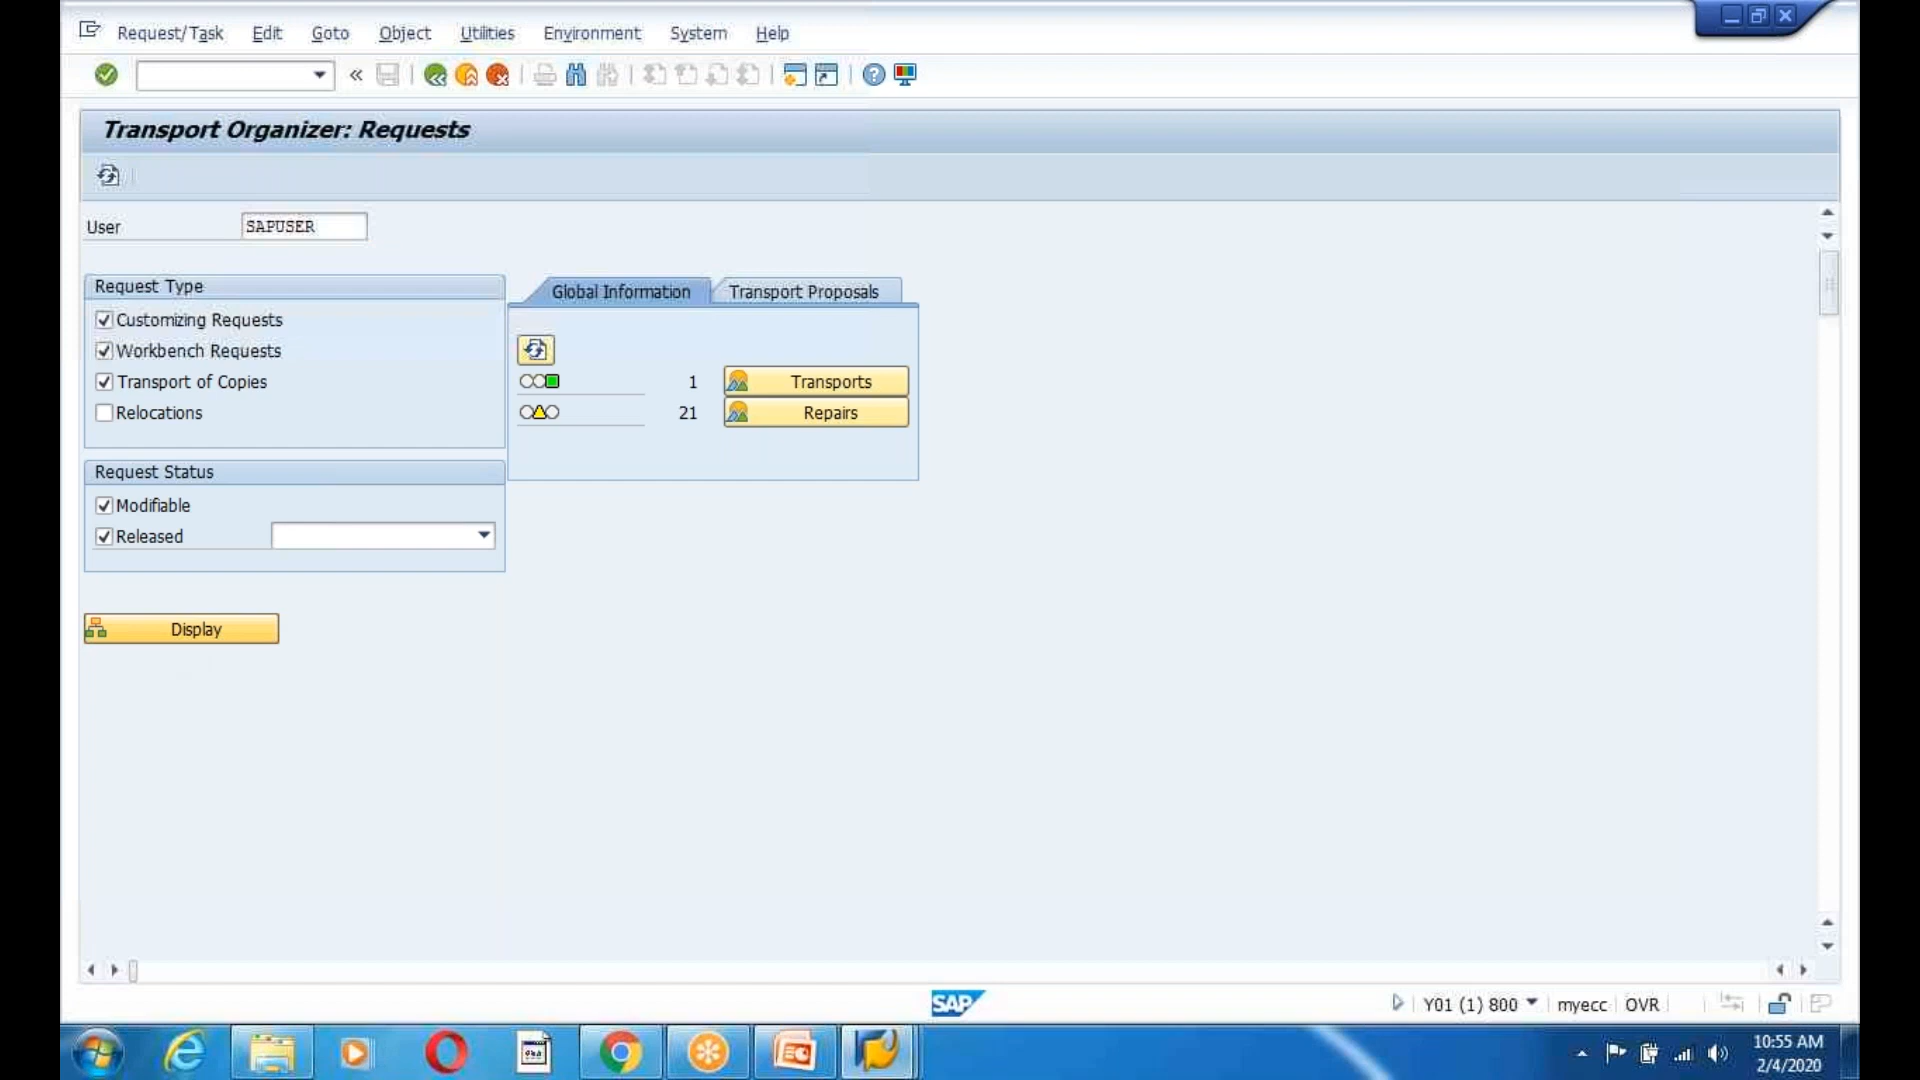 Request/Task Edit Goto Object Utilities Environment System Help
Transport Organizer: Requests
User SAPUSER
Request Type
Customizing Requests
Workbench Requests
Transport of Copies
Relocations
Request Status
Modifiable
Released
Display
Global Information Transport Proposals
1 Transports
21 Repairs
SAP
Y01 (1) 800 myecc OVR
10:55 AM
2/4/2020